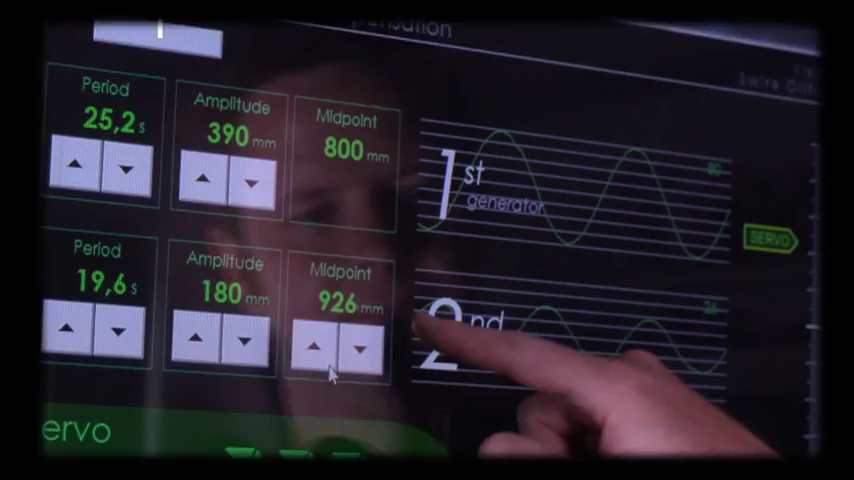 Period
25,2 s
Amplitude
390 mm
Midpoint
800 mm
1st
generator
SERVO
Period
19,6 s
Amplitude
180 mm
Midpoint
926 mm
2nd
ervo